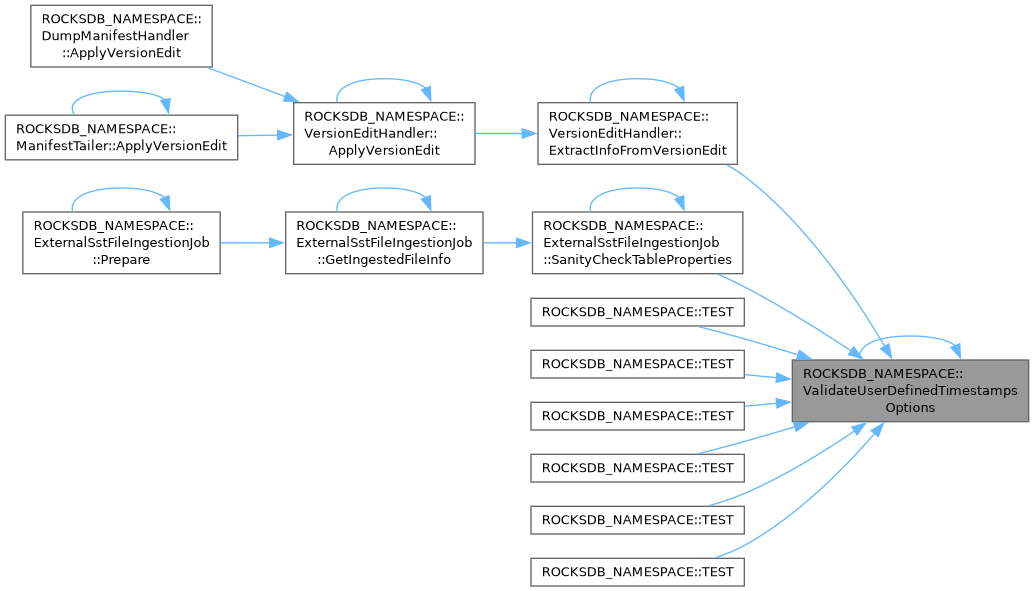 ROCKSDB_NAMESPACE::
DumpManifestHandler
::ApplyVersionEdit
ROCKSDB_NAMESPACE::
ManifestTailer::ApplyVersionEdit
ROCKSDB_NAMESPACE::
VersionEditHandler::
ApplyVersionEdit
ROCKSDB_NAMESPACE::
VersionEditHandler::
ExtractInfoFromVersionEdit
ROCKSDB_NAMESPACE::
ExternalSstFileIngestionJob
::Prepare
ROCKSDB_NAMESPACE::
ExternalSstFileIngestionJob
::GetIngestedFileInfo
ROCKSDB_NAMESPACE::
ExternalSstFileIngestionJob
::SanityCheckTableProperties
ROCKSDB_NAMESPACE::TEST
ROCKSDB_NAMESPACE::TEST
ROCKSDB_NAMESPACE::TEST
ROCKSDB_NAMESPACE::TEST
ROCKSDB_NAMESPACE::TEST
ROCKSDB_NAMESPACE::TEST
ROCKSDB_NAMESPACE::
ValidateUserDefinedTimestamps
Options